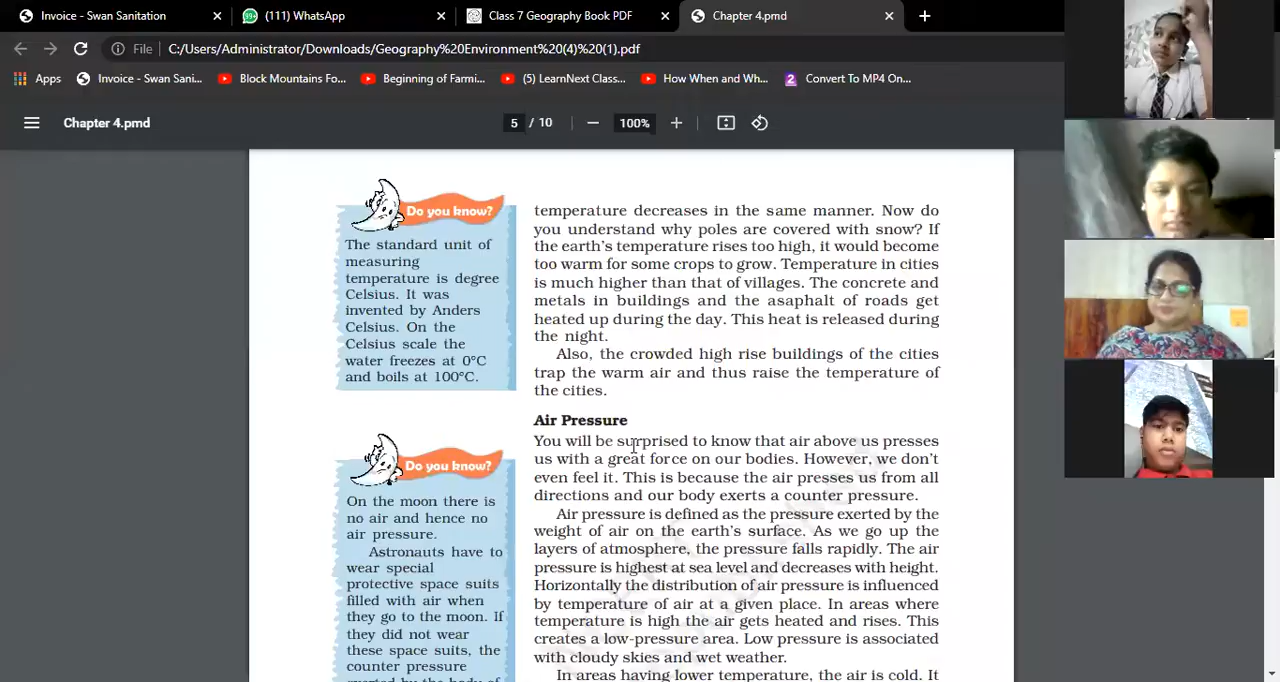 Invoice - Swan Sanitation
(111) WhatsApp
Class 7 Geography Book PDF
Chapter 4.pmd
File
C:/Users/Administrator/Downloads/Geography%20Environment%20(4)%20(1).pdf
Apps
Invoice - Swan Sani...
Block Mountains Fo...
Beginning of Farmi...
(5) LearnNext Class...
How When and Wh...
Convert To MP4 On...
Chapter 4.pmd
5 / 10
100%
Do you know?
The standard unit of
measuring
temperature is degree
Celsius. It was
invented by Anders
Celsius. On the
Celsius scale the
water freezes at 0°C
and boils at 100°C.
Do you know?
On the moon there is
no air and hence no
air pressure.
Astronauts have to
wear special
protective space suits
filled with air when
they go to the moon. If
they did not wear
these space suits, the
counter pressure
exerted by the body of
temperature decreases in the same manner. Now do
you understand why poles are covered with snow? If
the earth's temperature rises too high, it would become
too warm for some crops to grow. Temperature in cities
is much higher than that of villages. The concrete and
metals in buildings and the asaphalt of roads get
heated up during the day. This heat is released during
the night.
Also, the crowded high rise buildings of the cities
trap the warm air and thus raise the temperature of
the cities.
Air Pressure
You will be surprised to know that air above us presses
us with a great force on our bodies. However, we don't
even feel it. This is because the air presses us from all
directions and our body exerts a counter pressure.
Air pressure is defined as the pressure exerted by the
weight of air on the earth's surface. As we go up the
layers of atmosphere, the pressure falls rapidly. The air
pressure is highest at sea level and decreases with height.
Horizontally the distribution of air pressure is influenced
by temperature of air at a given place. In areas where
temperature is high the air gets heated and rises. This
creates a low-pressure area. Low pressure is associated
with cloudy skies and wet weather.
In areas having lower temperature, the air is cold. It